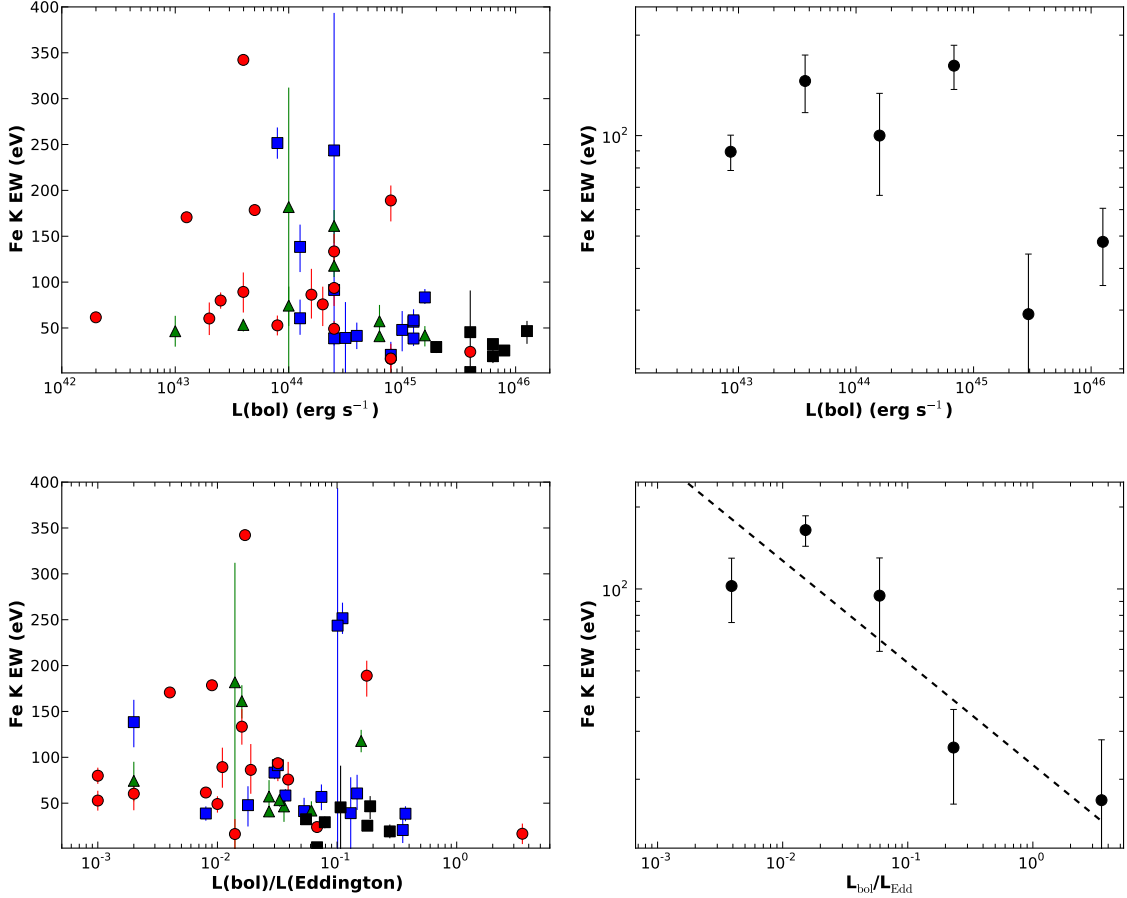 400
350
300
250
200
150
100
50
Fe K EW (eV)
10^42 10^43 10^44 10^45 10^46
L(bol) (erg s^−1)
10^2
Fe K EW (eV)
10^43 10^44 10^45 10^46
L(bol) (erg s^−1)
400
350
300
250
200
150
100
50
Fe K EW (eV)
10^-3 10^-2 10^-1 10^0
L(bol)/L(Eddington)
10^2
Fe K EW (eV)
10^-3 10^-2 10^-1 10^0
L_bol/L_Edd